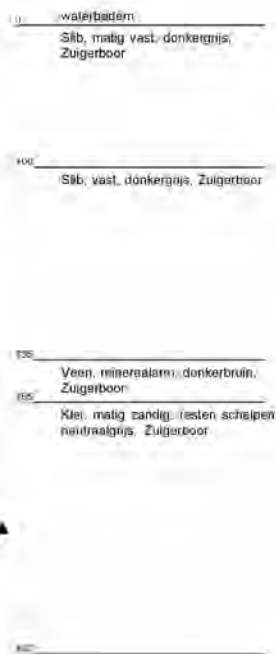 0
waterbodem
Slib, matig vast, donkergrijs,
Zuigerboor
100
Slib, vast, donkergrijs, Zuigerboor
Veen, mineraalarm, donkerbruin,
Zuigerboor
Klei, matig zandig, resten schelpen
neutraalgrijs, Zuigerboor